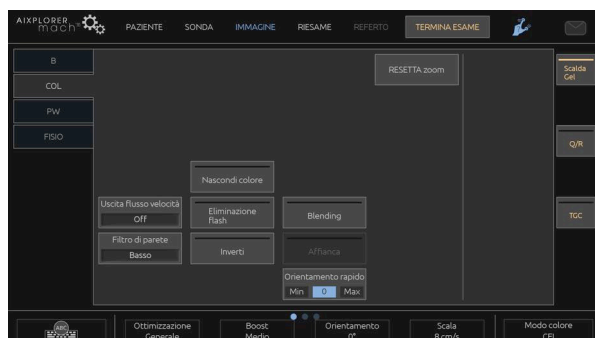 AIXPLORER
mach
PAZIENTE SONDA IMMAGINE RIESAME REFERTO TERMINA ESAME
B
COL
PW
FISIO
RESETTA zoom
Scalda
Gel
Q/R
TGC
Nascondi colore
Uscita flusso velocità
Off
Eliminazione
flash
Blending
Filtro di parete
Basso
Inverti
Affianca
Orientamento rapido
Min 0 Max
ABC
Ottimizzazione
Generale
Boost
Medio
Orientamento
0°
Scala
8 cm/s
Modo colore
CFI